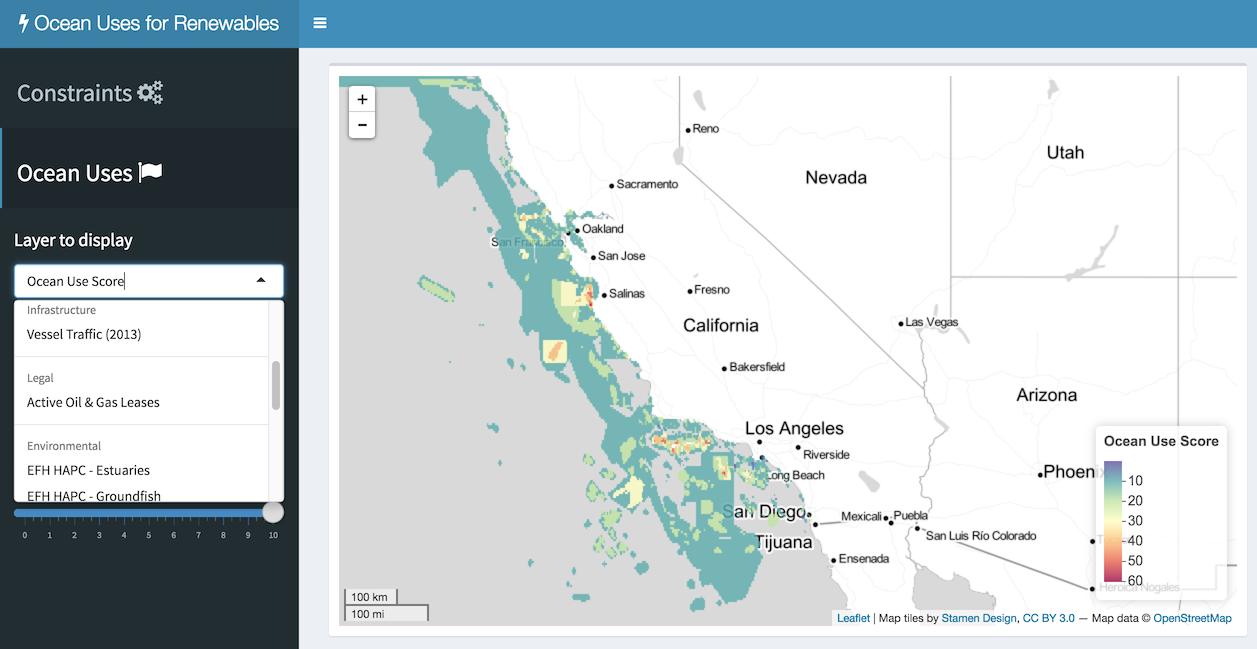 Ocean Uses for Renewables
Constraints
Ocean Uses
Layer to display
Ocean Use Score
Infrastructure
Vessel Traffic (2013)
Legal
Active Oil & Gas Leases
Environmental
EFH HAPC - Estuaries
EFH HAPC - Groundfish
0 1 2 3 4 5 6 7 8 9 10
+
−
Reno
Utah
Nevada
Sacramento
Oakland
San Francisco
San Jose
Salinas
Fresno
California
Las Vegas
Bakersfield
Arizona
Los Angeles
Riverside
Long Beach
Phoeni
San Diego
Mexicali
Puebla
San Luis Río Colorado
Tijuana
Ensenada
Heroica Nogales
Ocean Use Score
10
20
30
40
50
60
100 km
100 mi
Leaflet | Map tiles by Stamen Design, CC BY 3.0 — Map data © OpenStreetMap